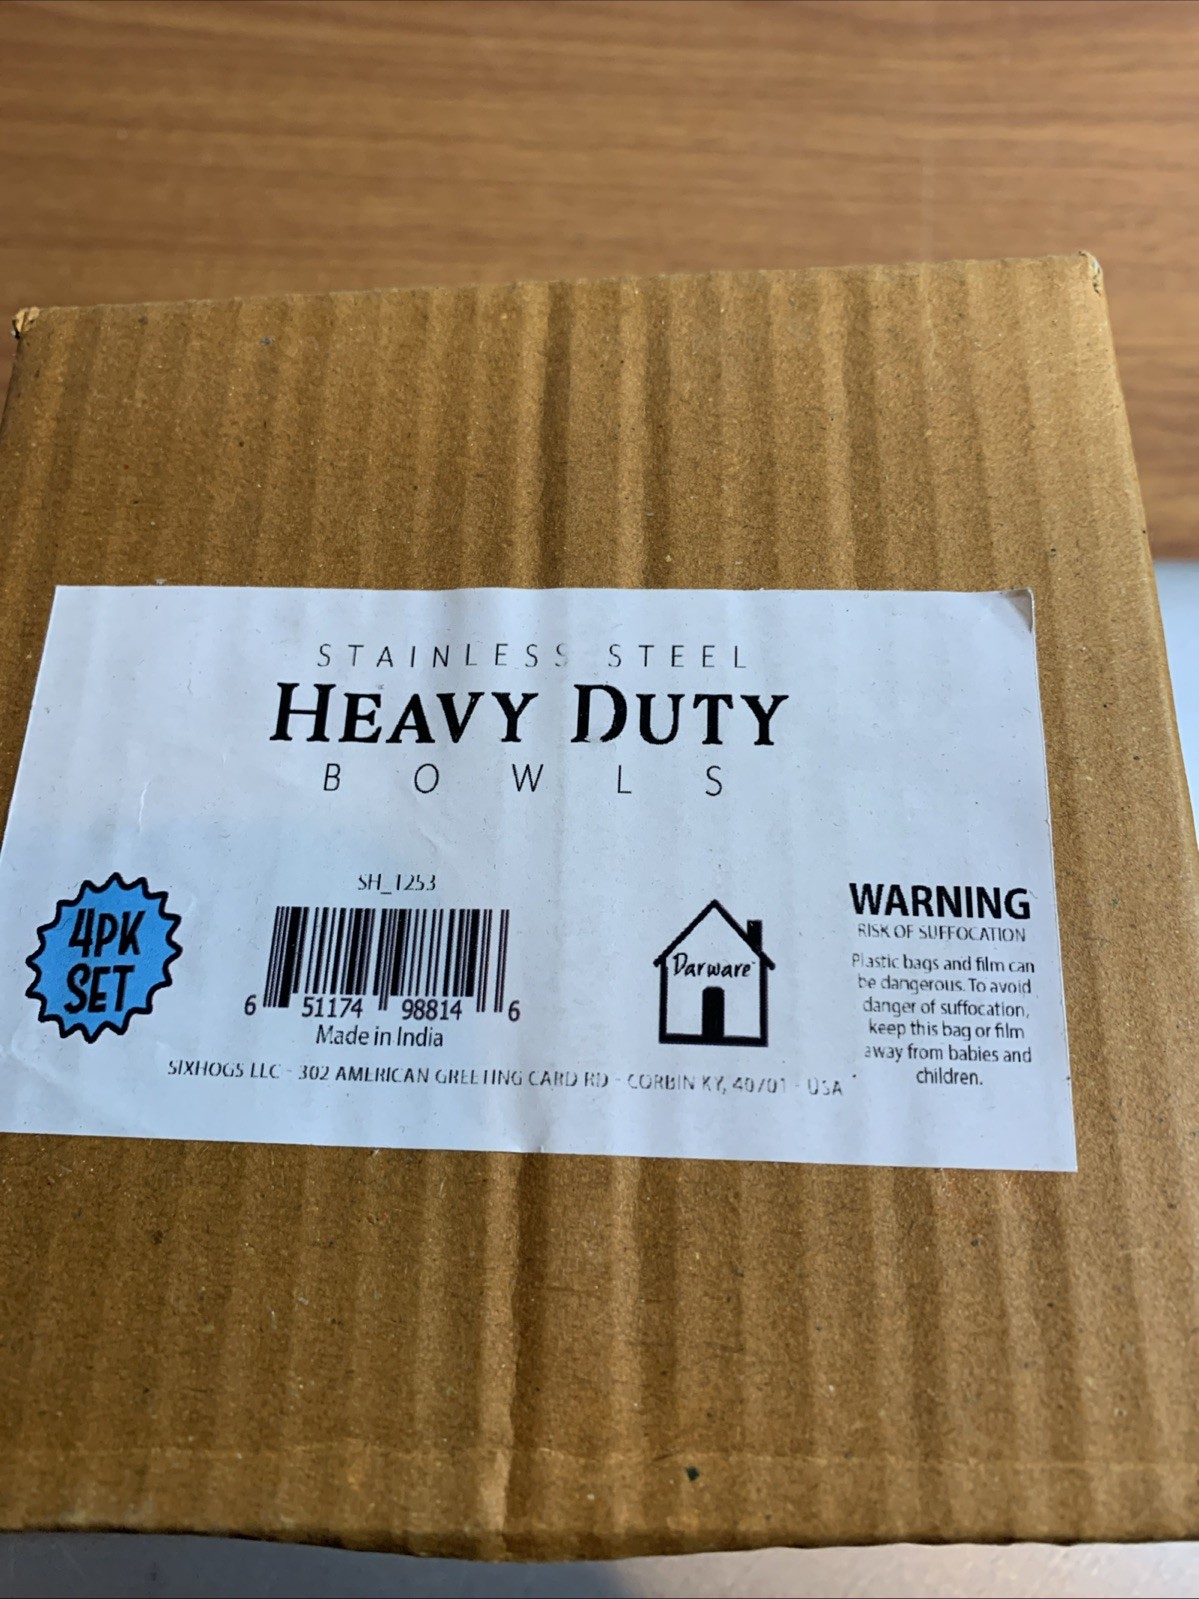 STAINLESS STEEL
HEAVY DUTY
BOWLS
4PK
SET
SH_1253
6 51174 98814 6
Made in India
Darware™
WARNING
RISK OF SUFFOCATION
Plastic bags and film can
be dangerous. To avoid
danger of suffocation,
keep this bag or film
away from babies and
children.
SIXHOGS LLC - 302 AMERICAN GREETING CARD RD - CORBIN KY, 40701 - USA